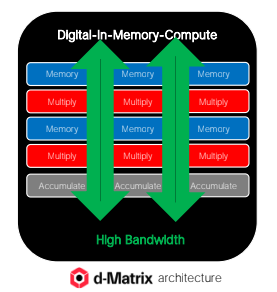 Digital-In-Memory-Compute
Memory Memory Memory
Multiply Multiply Multiply
Memory Memory Memory
Multiply Multiply Multiply
Accumulate Accumulate Accumulate
High Bandwidth
d-Matrix architecture